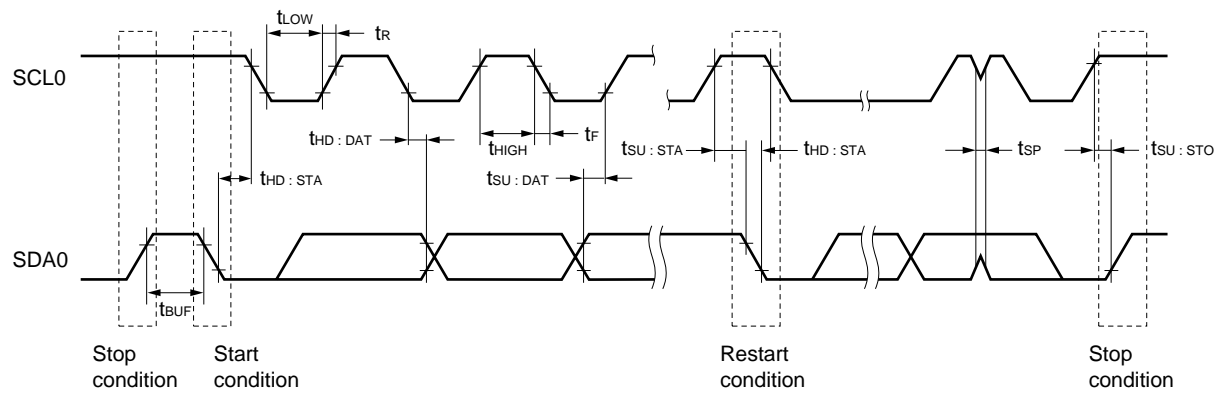 tLOW
tR
SCL0
tHD : DAT
tHIGH
tF
tSU : STA
tHD : STA
tSP
tSU : STO
tHD : STA
tSU : DAT
SDA0
tBUF
Stop
condition
Start
condition
Restart
condition
Stop
condition